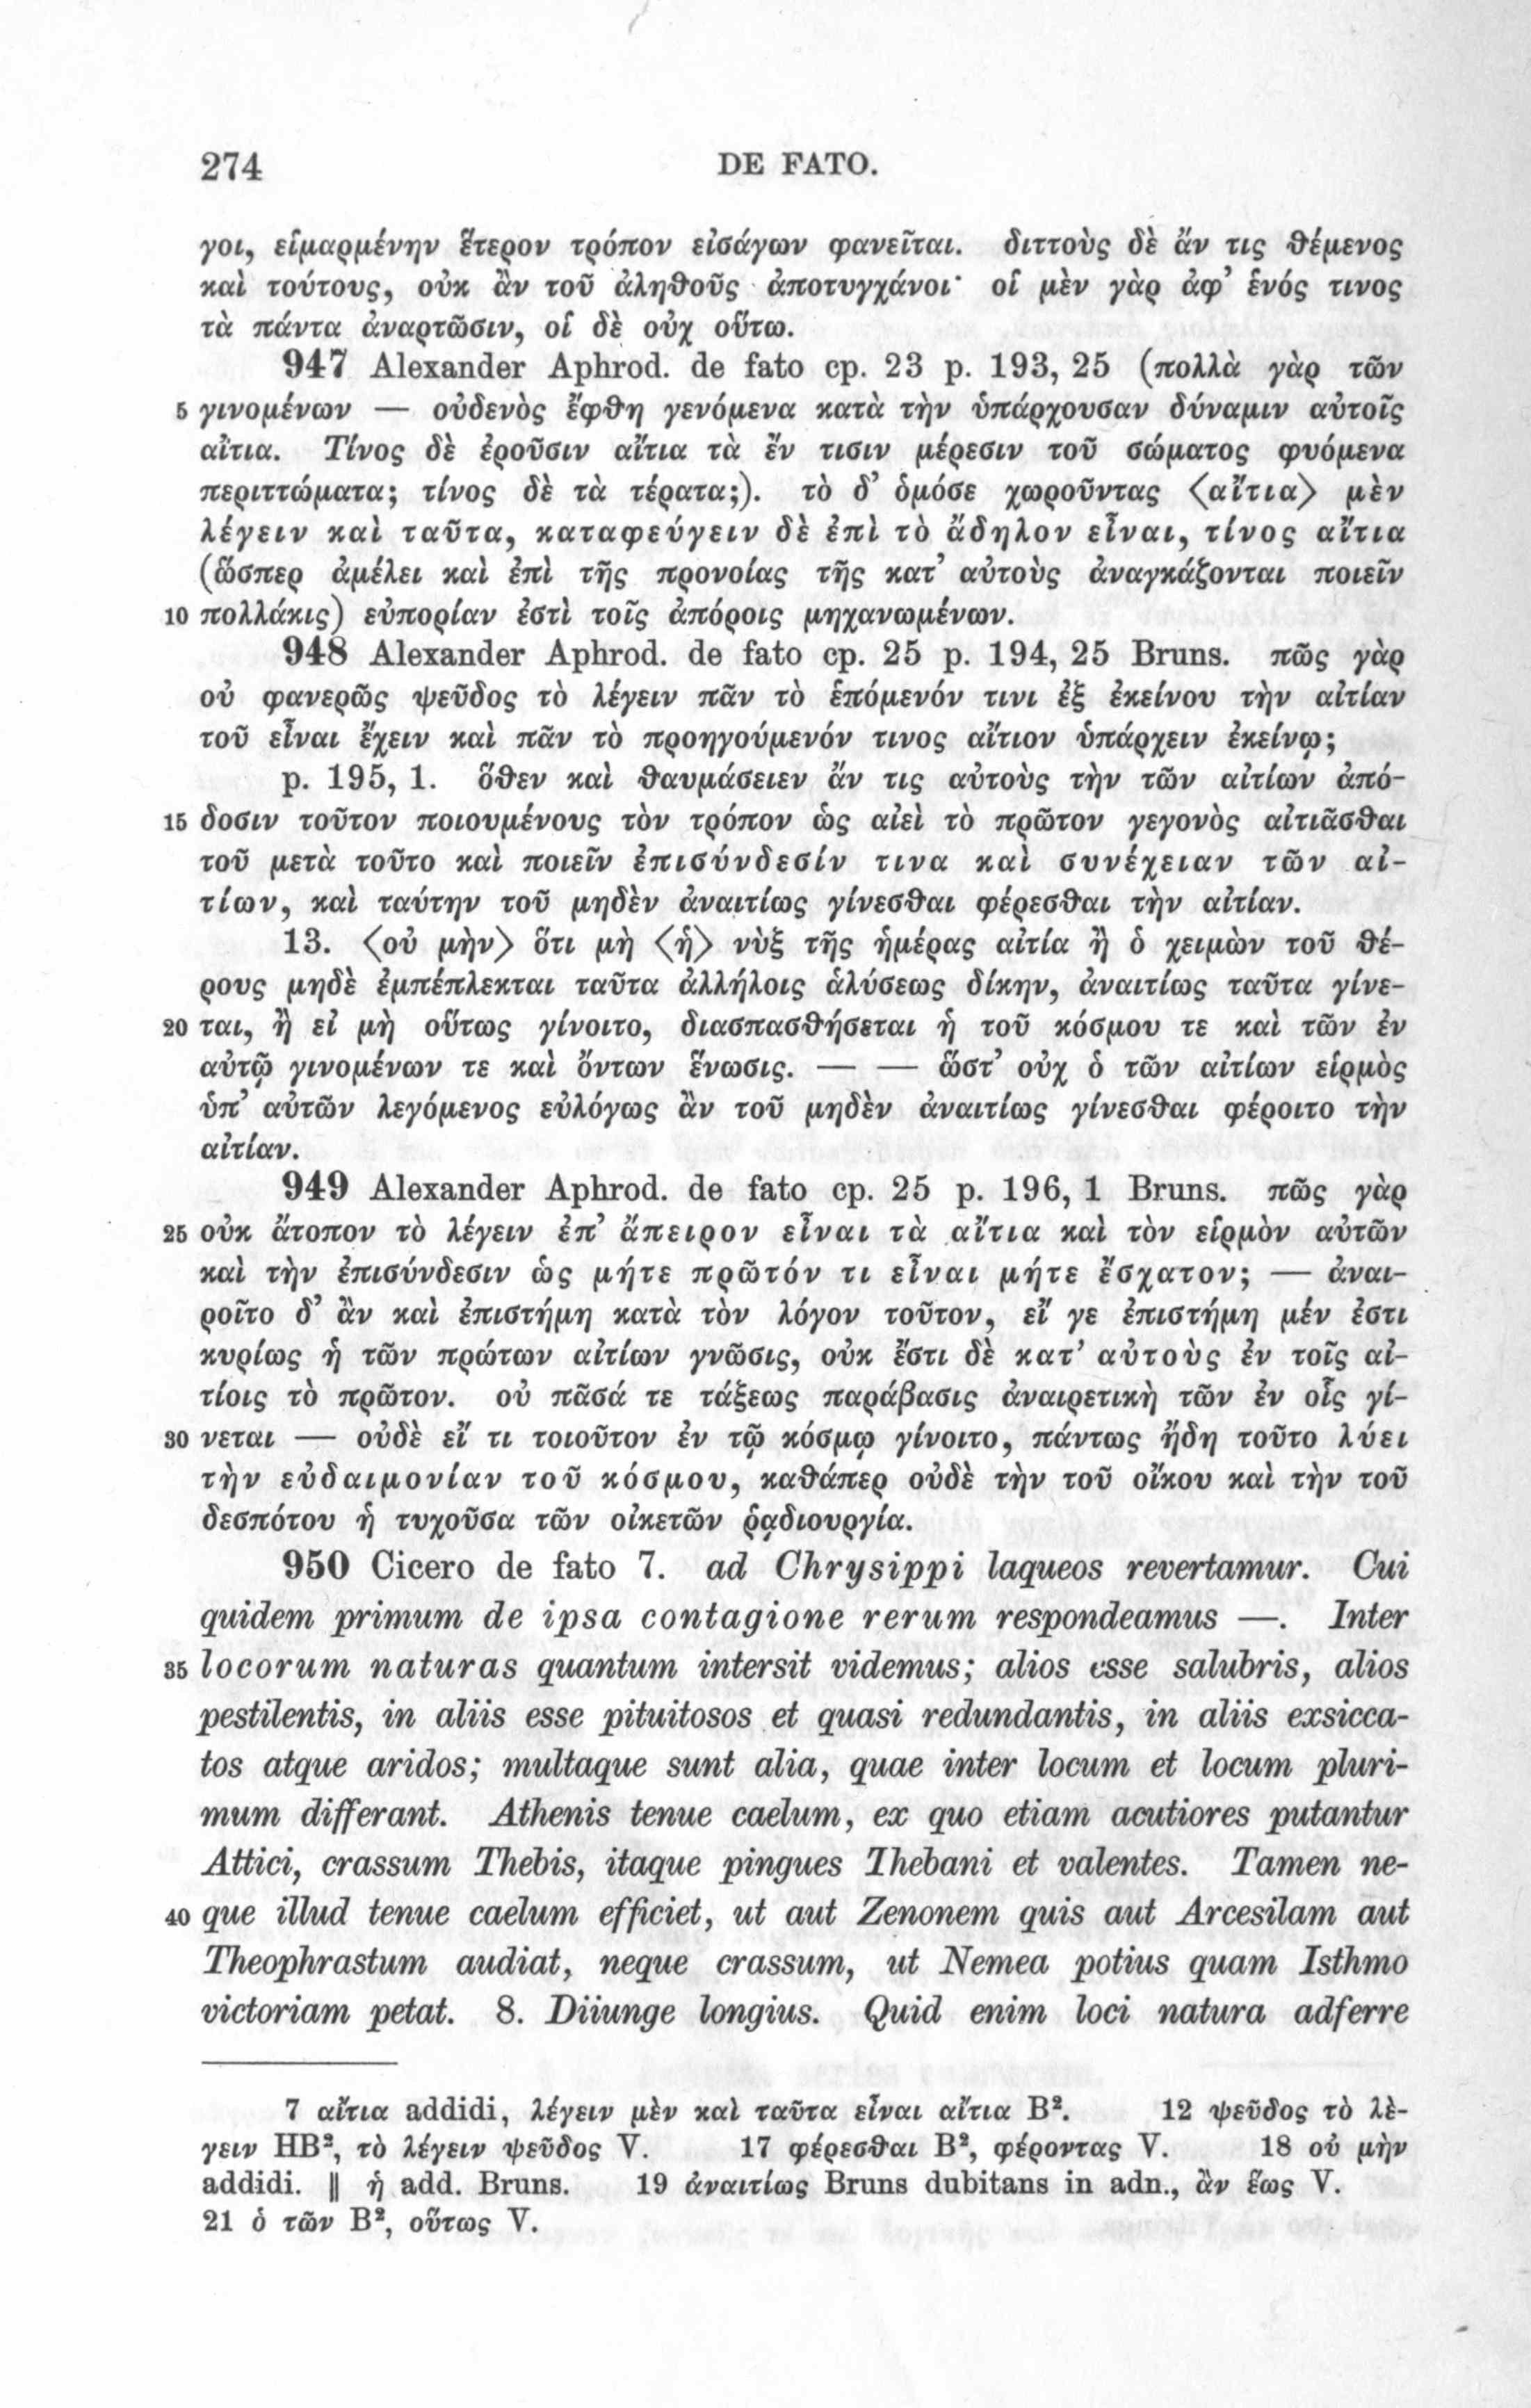 274 DE FATO.
γοι, εἱμαρμένην ἕτερον τρόπον εἰσάγων φανεῖται. διττοὺς δὲ ἄν τις θέμενος
καὶ τούτους, οὐκ ἂν τοῦ ἀληθοῦς ἀποτυγχάνοι· οἱ μὲν γὰρ ἀφ’ ἑνός τινος
τὰ πάντα ἀναρτῶσιν, οἱ δὲ οὐχ οὕτω.
947 Alexander Aphrod. de fato cp. 23 p. 193, 25 (πολλὰ γὰρ τῶν
5 γινομένων — οὐδενὸς ἔφθη γενόμενα κατὰ τὴν ὑπάρχουσαν δύναμιν αὐτοῖς
αἴτια. Τίνος δὲ ἐροῦσιν αἴτια τὰ ἔν τισιν μέρεσιν τοῦ σώματος φυόμενα
περιττώματα; τίνος δὲ τὰ τέρατα;). τὸ δ’ ὁμόσε χωροῦντας ⟨αἴτια⟩ μὲν
λέγειν καὶ ταῦτα, καταφεύγειν δὲ ἐπὶ τὸ ἄδηλον εἶναι, τίνος αἴτια
(ὥσπερ ἀμέλει καὶ ἐπὶ τῆς προνοίας τῆς κατ’ αὐτοὺς ἀναγκάζονται ποιεῖν
10 πολλάκις) εὐπορίαν ἐστὶ τοῖς ἀπόροις μηχανωμένων.
948 Alexander Aphrod. de fato cp. 25 p. 194, 25 Bruns. πῶς γὰρ
οὐ φανερῶς ψεῦδος τὸ λέγειν πᾶν τὸ ἑπόμενόν τινι ἐξ ἐκείνου τὴν αἰτίαν
τοῦ εἶναι ἔχειν καὶ πᾶν τὸ προηγούμενόν τινος αἴτιον ὑπάρχειν ἐκείνῳ;
p. 195, 1. ὅθεν καὶ θαυμάσειεν ἄν τις αὐτοὺς τὴν τῶν αἰτίων ἀπό-
15 δοσιν τοῦτον ποιουμένους τὸν τρόπον ὡς αἰεὶ τὸ πρῶτον γεγονὸς αἰτιᾶσθαι
τοῦ μετὰ τοῦτο καὶ ποιεῖν ἐπισύνδεσίν τινα καὶ συνέχειαν τῶν αἰ-
τίων, καὶ ταύτην τοῦ μηδὲν ἀναιτίως γίνεσθαι φέρεσθαι τὴν αἰτίαν.
13. ⟨οὐ μὴν⟩ ὅτι μὴ ⟨ἡ⟩ νὺξ τῆς ἡμέρας αἰτία ἢ ὁ χειμὼν τοῦ θέ-
ρους μηδὲ ἐμπέπλεκται ταῦτα ἀλλήλοις ἁλύσεως δίκην, ἀναιτίως ταῦτα γίνε-
20 ται, ἢ εἰ μὴ οὕτως γίνοιτο, διασπασθήσεται ἡ τοῦ κόσμου τε καὶ τῶν ἐν
αὐτῷ γινομένων τε καὶ ὄντων ἕνωσις. — — ὥστ’ οὐχ ὁ τῶν αἰτίων εἱρμὸς
ὑπ’ αὐτῶν λεγόμενος εὐλόγως ἂν τοῦ μηδὲν ἀναιτίως γίνεσθαι φέροιτο τὴν
αἰτίαν.
949 Alexander Aphrod. de fato cp. 25 p. 196, 1 Bruns. πῶς γὰρ
25 οὐκ ἄτοπον τὸ λέγειν ἐπ’ ἄπειρον εἶναι τὰ αἴτια καὶ τὸν εἱρμὸν αὐτῶν
καὶ τὴν ἐπισύνδεσιν ὡς μήτε πρῶτόν τι εἶναι μήτε ἔσχατον; — ἀναι-
ροῖτο δ’ ἂν καὶ ἐπιστήμη κατὰ τὸν λόγον τοῦτον, εἴ γε ἐπιστήμη μέν ἐστι
κυρίως ἡ τῶν πρώτων αἰτίων γνῶσις, οὐκ ἔστι δὲ κατ’ αὐτοὺς ἐν τοῖς αἰ-
τίοις τὸ πρῶτον. οὐ πᾶσά τε τάξεως παράβασις ἀναιρετικὴ τῶν ἐν οἷς γί-
30 νεται — οὐδὲ εἴ τι τοιοῦτον ἐν τῷ κόσμῳ γίνοιτο, πάντως ἤδη τοῦτο λύει
τὴν εὐδαιμονίαν τοῦ κόσμου, καθάπερ οὐδὲ τὴν τοῦ οἴκου καὶ τὴν τοῦ
δεσπότου ἡ τυχοῦσα τῶν οἰκετῶν ῥᾳδιουργία.
950 Cicero de fato 7. ad Chrysippi laqueos revertamur. Cui
quidem primum de ipsa contagione rerum respondeamus —. Inter
35 locorum naturas quantum intersit videmus; alios esse salubris, alios
pestilentis, in aliis esse pituitosos et quasi redundantis, in aliis exsicca-
tos atque aridos; multaque sunt alia, quae inter locum et locum pluri-
mum differant. Athenis tenue caelum, ex quo etiam acutiores putantur
Attici, crassum Thebis, itaque pingues Thebani et valentes. Tamen ne-
40 que illud tenue caelum efficiet, ut aut Zenonem quis aut Arcesilam aut
Theophrastum audiat, neque crassum, ut Nemea potius quam Isthmo
victoriam petat. 8. Diiunge longius. Quid enim loci natura adferre
7 αἴτια addidi, λέγειν μὲν καὶ ταῦτα εἶναι αἴτια B². 12 ψεῦδος τὸ λὲ-
γειν HB², τὸ λέγειν ψεῦδος V. 17 φέρεσθαι B², φέροντας V. 18 οὐ μὴν
addidi. ‖ ἡ add. Bruns. 19 ἀναιτίως Bruns dubitans in adn., ἂν ἕως V.
21 ὁ τῶν B², οὕτως V.